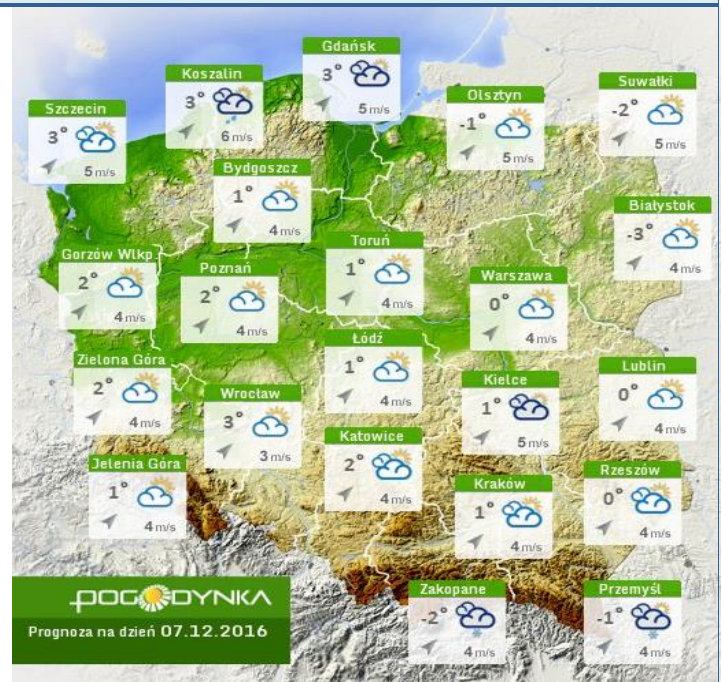 Gdańsk
3°
5 m/s
Koszalin
3°
6 m/s
Szczecin
3°
5 m/s
Olsztyn
-1°
5 m/s
Suwałki
-2°
5 m/s
Bydgoszcz
1°
4 m/s
Białystok
-3°
4 m/s
Gorzów Wlkp.
2°
4 m/s
Poznań
2°
4 m/s
Toruń
1°
4 m/s
Warszawa
0°
4 m/s
Zielona Góra
2°
4 m/s
Łódź
1°
4 m/s
Wrocław
3°
3 m/s
Kielce
1°
5 m/s
Lublin
0°
4 m/s
Jelenia Góra
1°
4 m/s
Katowice
2°
4 m/s
Kraków
1°
4 m/s
Rzeszów
0°
4 m/s
Zakopane
-2°
4 m/s
Przemyśl
-1°
4 m/s
POGODYNKA
Prognoza na dzień 07.12.2016